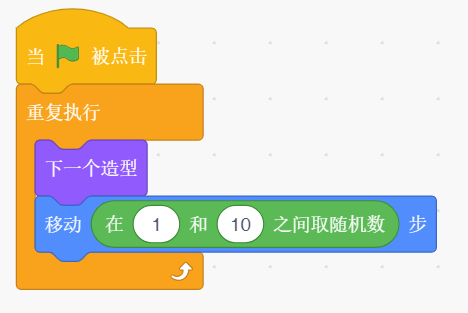 当 被点击
重复执行
下一个造型
移动 在 1 和 10 之间取随机数 步